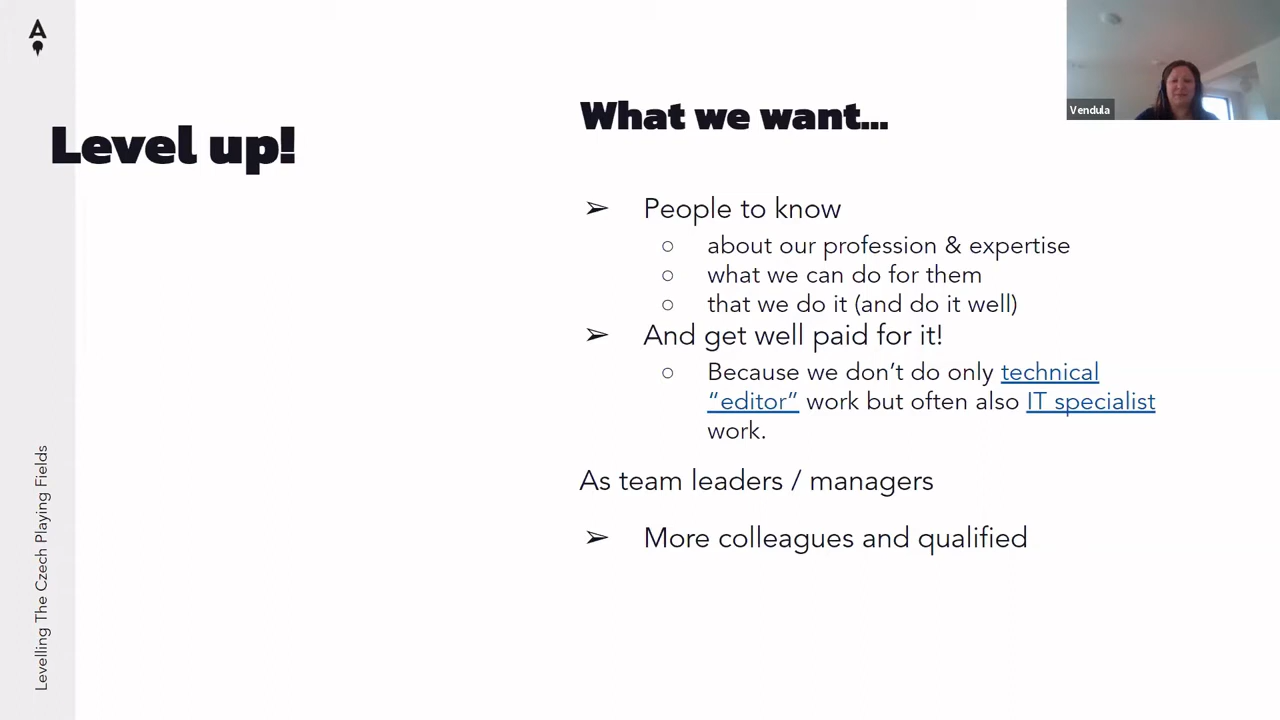 A
Level up!
What we want...
➢ People to know
○ about our profession & expertise
○ what we can do for them
○ that we do it (and do it well)
➢ And get well paid for it!
○ Because we don't do only technical
"editor" work but often also IT specialist
work.
As team leaders / managers
➢ More colleagues and qualified
Levelling The Czech Playing Fields
Vendula